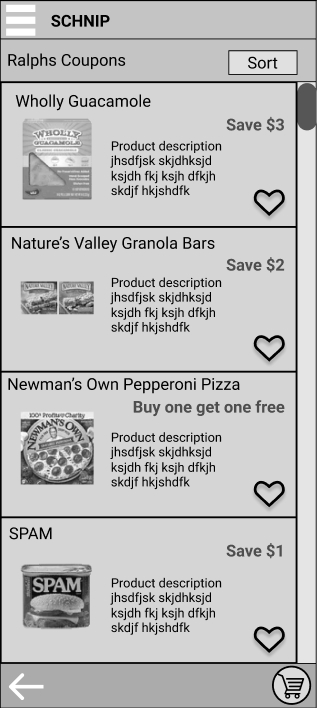 SCHNIP
Ralphs Coupons
Sort
Wholly Guacamole
Save $3
WHOLLY
GUACAMOLE
Product description
jhsdfjsk skjdhksjd
ksjdh fkj ksjh dfkjh
skdjf hkjshdfk
Nature's Valley Granola Bars
Save $2
Product description
jhsdfjsk skjdhksjd
ksjdh fkj ksjh dfkjh
skdjf hkjshdfk
Newman's Own Pepperoni Pizza
Buy one get one free
100% Profits to Charity
NEWMAN'S OWN
Product description
jhsdfjsk skjdhksjd
ksjdh fkj ksjh dfkjh
skdjf hkjshdfk
SPAM
Save $1
SPAM
Product description
jhsdfjsk skjdhksjd
ksjdh fkj ksjh dfkjh
skdjf hkjshdfk